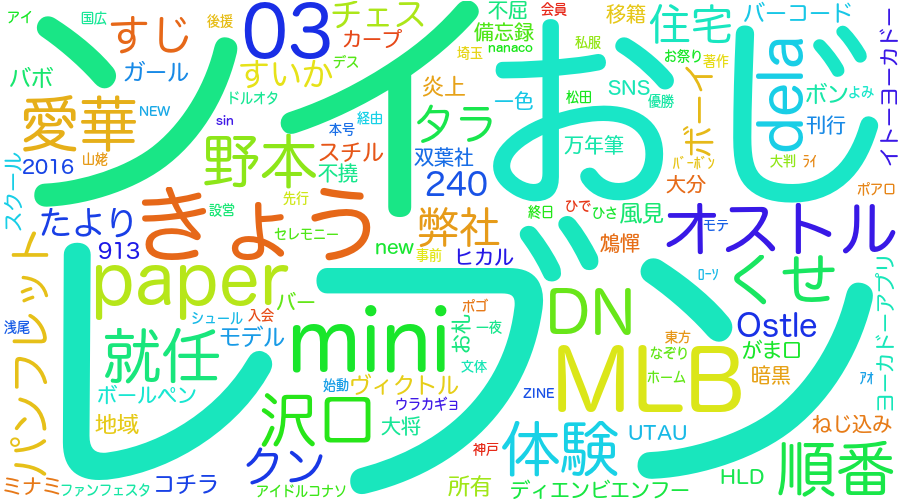 アイ
国広
後援
03
チェス
不屈
会員
移籍
住宅
バーコード
すじ
カープ
備忘録
nanaco
私服
お祭り
著作
バボ
ガール
すいか
デス
埼玉
SNS
優勝
dela
ボン
よみ
イトーヨーカドー
愛華
NEW
ドルオタ
炎上
一色
松田
ボーイ
刊行
ソイ
おじ
sin
本号
経由
タラ
万年筆
ﾊﾞｰﾎﾞﾝ
大判
ﾗｲ
2016
山姥
野本
スチル
双葉社
不撓
240
大分
ポアロ
スクール
たより
きょう
設営
先行
セレモニー
弊社
終日
ひで
ひさ
風見
鴆憚
モテ
オストル
913
new
事前
ヒカル
ﾛｰｿ
くせ
パンフレット
paper
バー
レブン
浅尾
シュール
入会
モデル
mini
ポゴ
お札
一夜
DN
東方
なぞり
Ostle
がま口
ヨーカドーアプリ
就任
文体
MLB
ホーム
暗黒
ｱｵ
ボールペン
始動
ヴィクトル
ウラカギョ
ZINE
地域
沢口
大将
体験
UTAU
ねじ込み
クン
神戸
順番
ミナミ
ファンフェスタ
コチラ
アイドルコナソ
所有
ディエンビエンフー
HLD